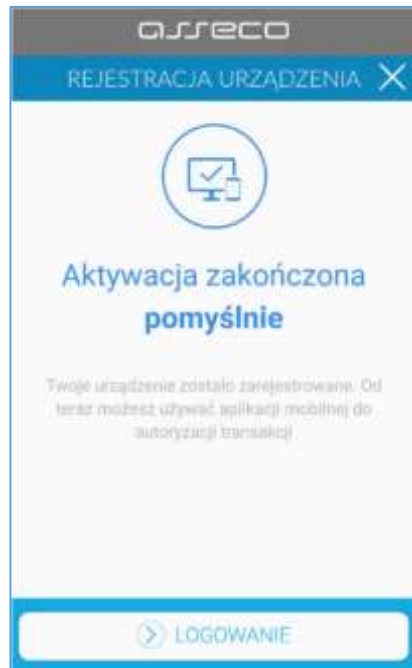 asseco
REJESTRACJA URZĄDZENIA
Aktywacja zakończona
pomyślnie
Twoje urządzenie zostało zarejestrowane. Od
teraz możesz używać aplikacji mobilnej do
autoryzacji transakcji
LOGOWANIE